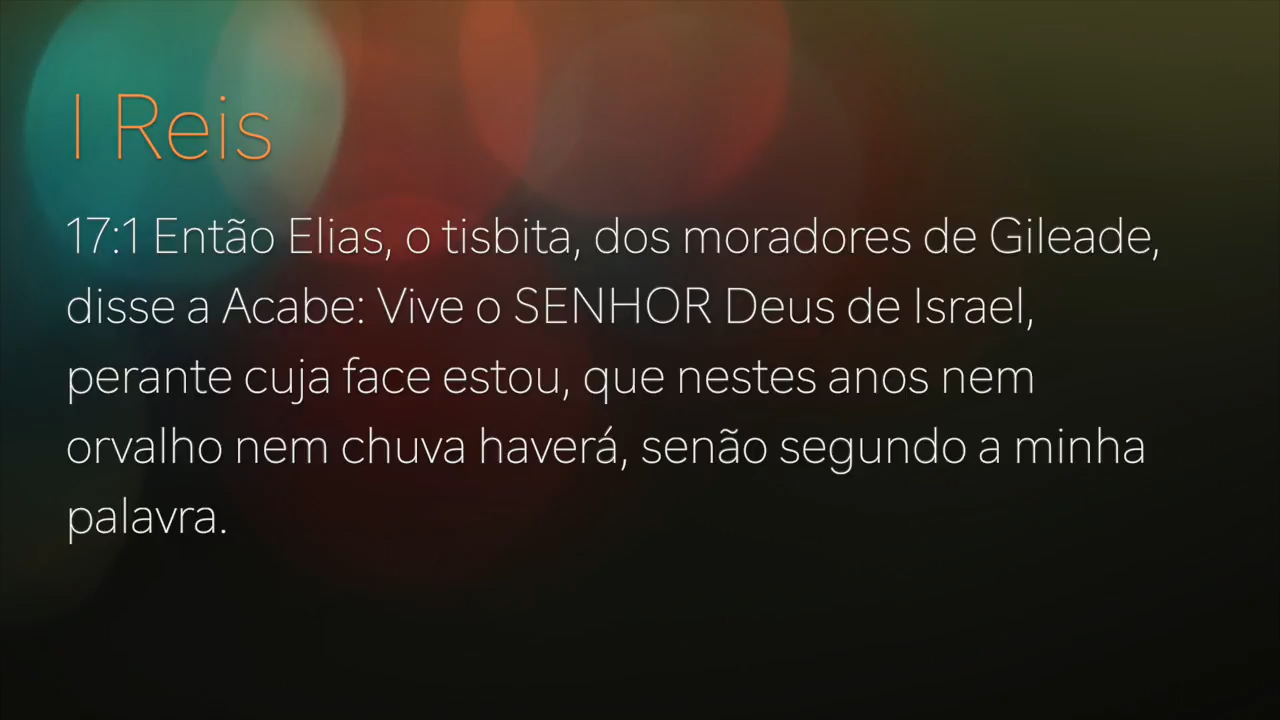 I Reis
17:1 Então Elias, o tisbita, dos moradores de Gileade,
disse a Acabe: Vive o SENHOR Deus de Israel,
perante cuja face estou, que nestes anos nem
orvalho nem chuva haverá, senão segundo a minha
palavra.